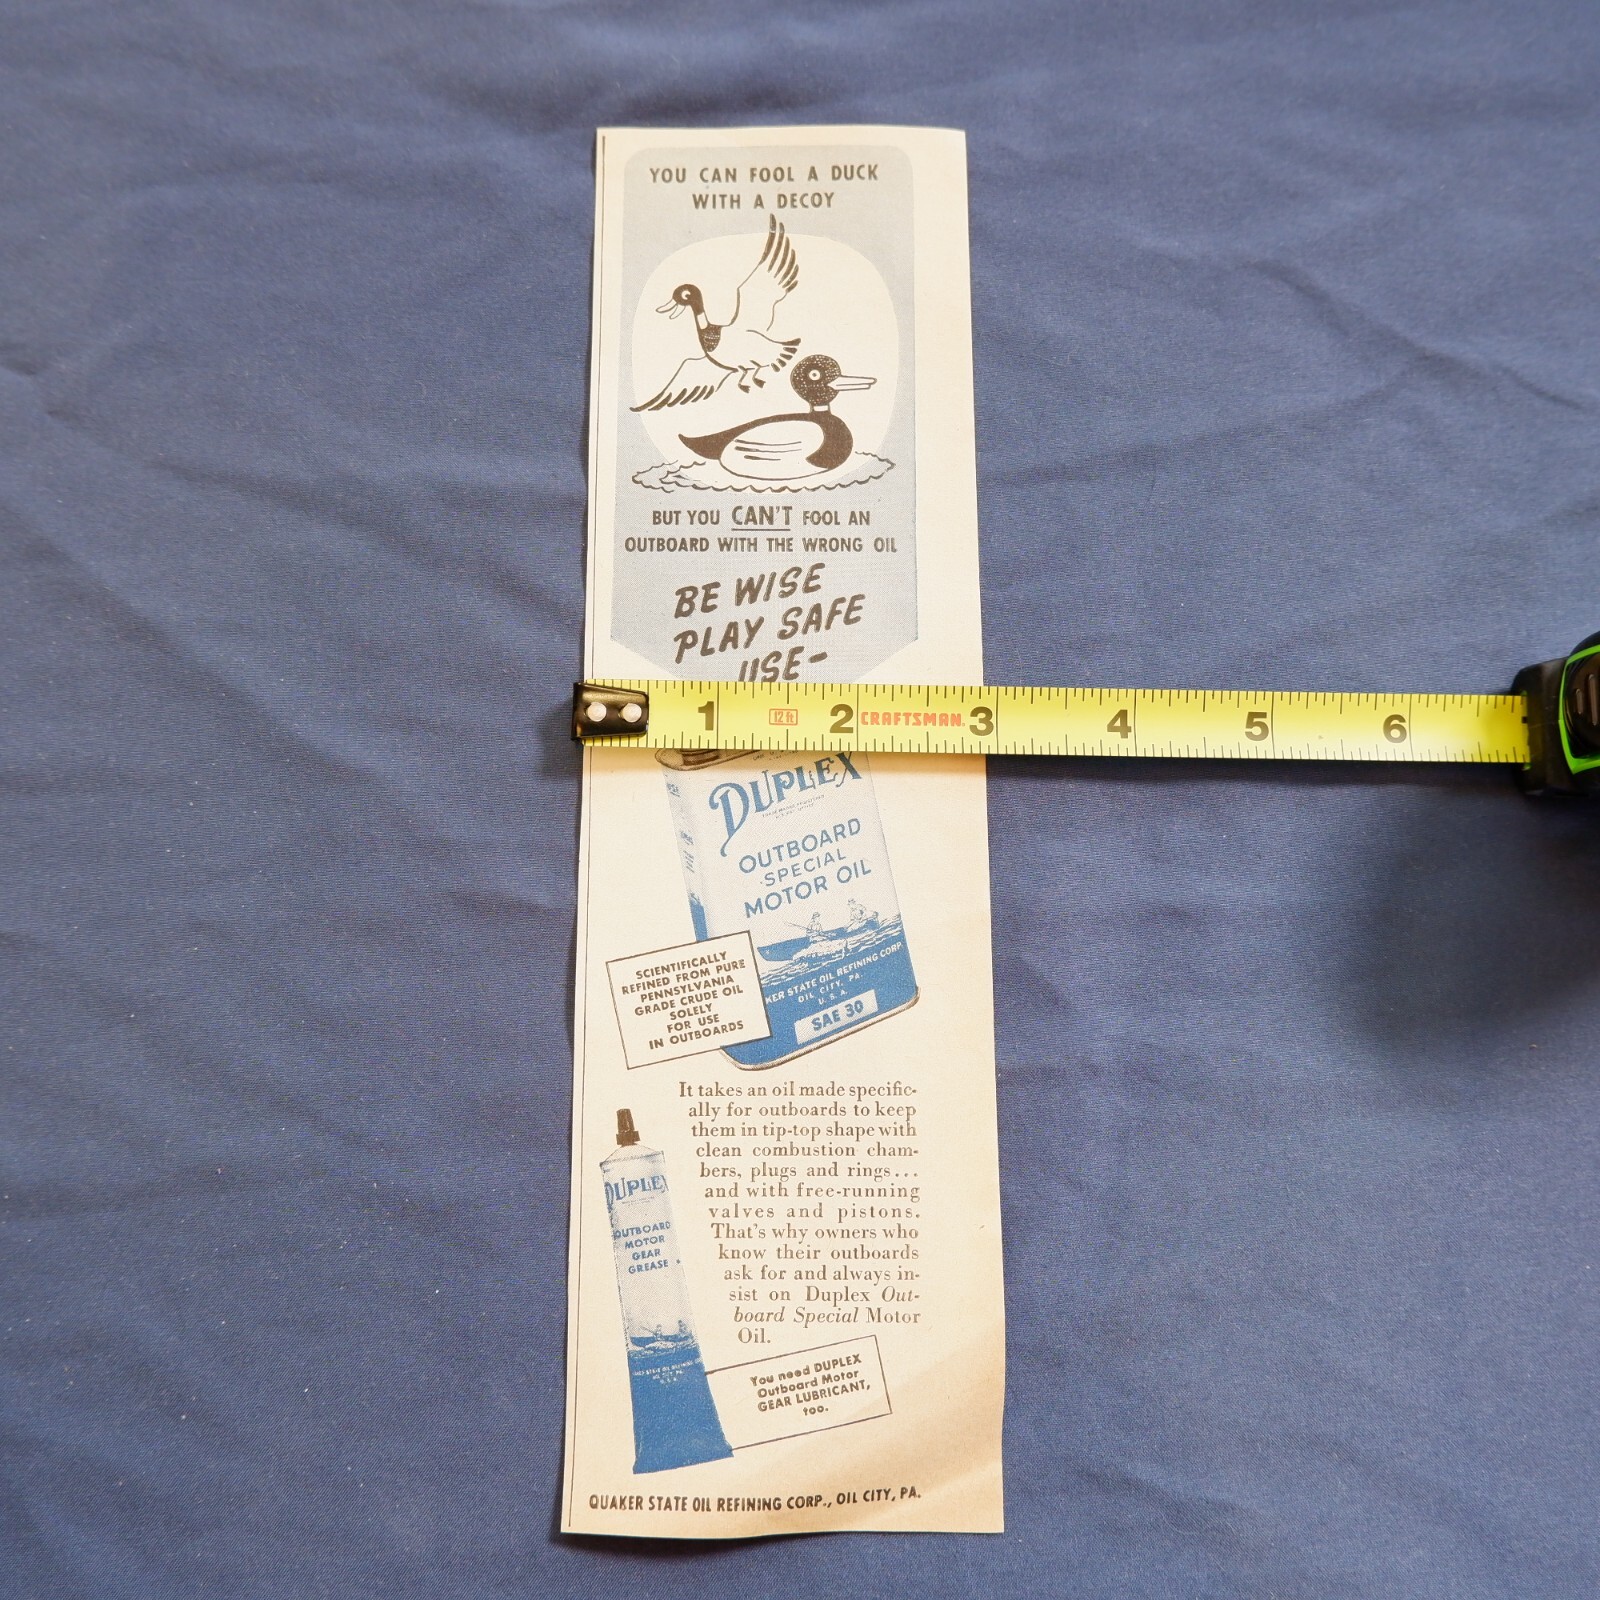 YOU CAN FOOL A DUCK
WITH A DECOY
BUT YOU CAN'T FOOL AN
OUTBOARD WITH THE WRONG OIL
BE WISE
PLAY SAFE
USE-
1 12 ft 2 CRAFTSMAN 3 4 5 6
DUPLEX
OUTBOARD
SPECIAL
MOTOR OIL
KER STATE OIL REFINING CORP.
OIL CITY, PA.
U. S. A.
SAE 30
SCIENTIFICALLY
REFINED FROM PURE
PENNSYLVANIA
GRADE CRUDE OIL
SOLELY
FOR USE
IN OUTBOARDS
It takes an oil made specific-
ally for outboards to keep
them in tip-top shape with
clean combustion cham-
bers, plugs and rings...
and with free-running
valves and pistons.
That's why owners who
know their outboards
ask for and always in-
sist on Duplex Out-
board Special Motor
Oil.
DUPLEX
OUTBOARD
MOTOR
GEAR
GREASE
You need DUPLEX
Outboard Motor
GEAR LUBRICANT,
too.
QUAKER STATE OIL REFINING CORP., OIL CITY, PA.